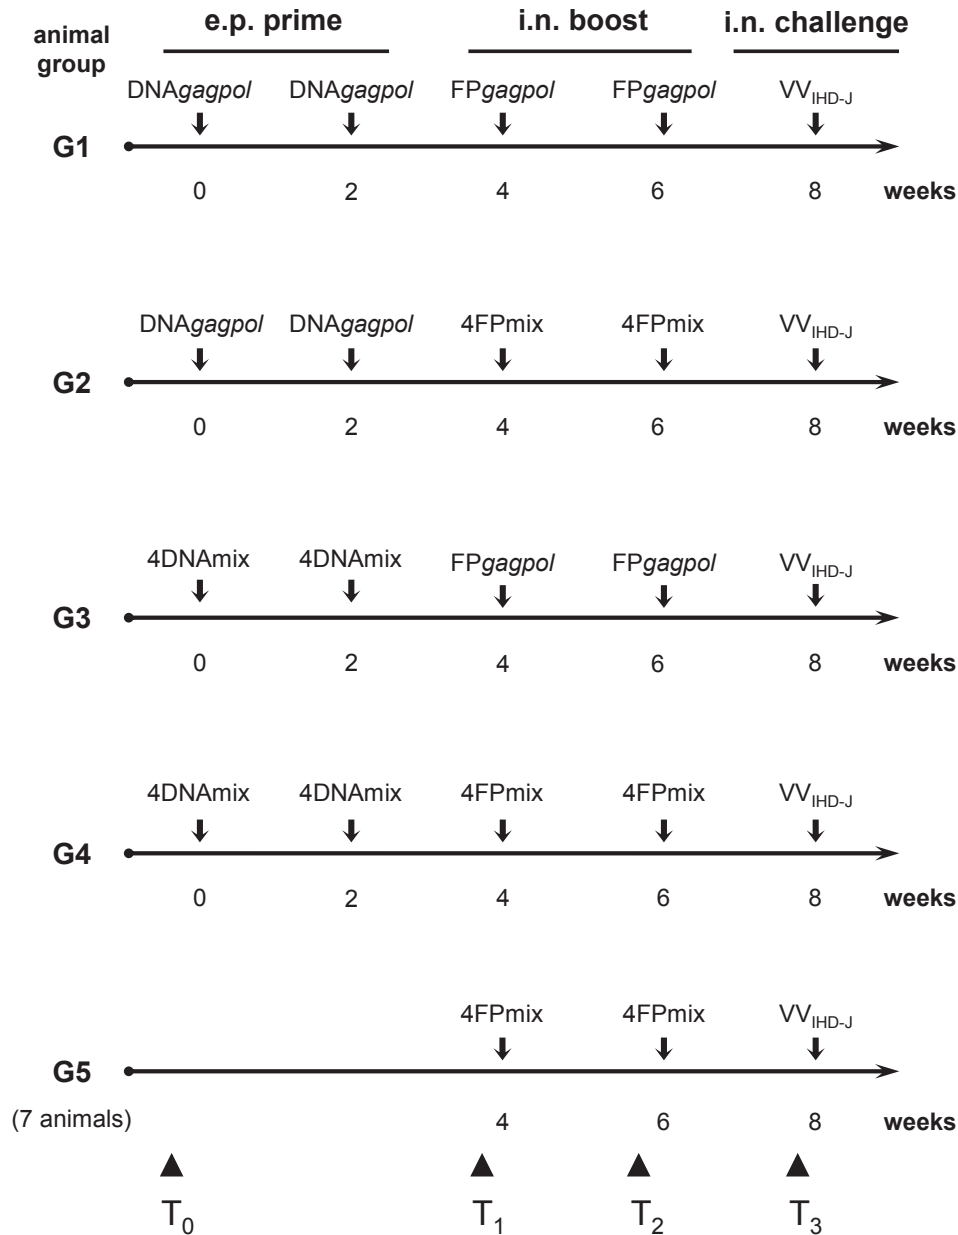 e.p. prime i.n. boost i.n. challenge
animal
group
DNAgagpol DNAgagpol FPgagpol FPgagpol VVIHD-J
G1
0 2 4 6 8 weeks
DNAgagpol DNAgagpol 4FPmix 4FPmix VVIHD-J
G2
0 2 4 6 8 weeks
4DNAmix 4DNAmix FPgagpol FPgagpol VVIHD-J
G3
0 2 4 6 8 weeks
4DNAmix 4DNAmix 4FPmix 4FPmix VVIHD-J
G4
0 2 4 6 8 weeks
4FPmix 4FPmix VVIHD-J
G5
(7 animals) 4 6 8 weeks
T0 T1 T2 T3